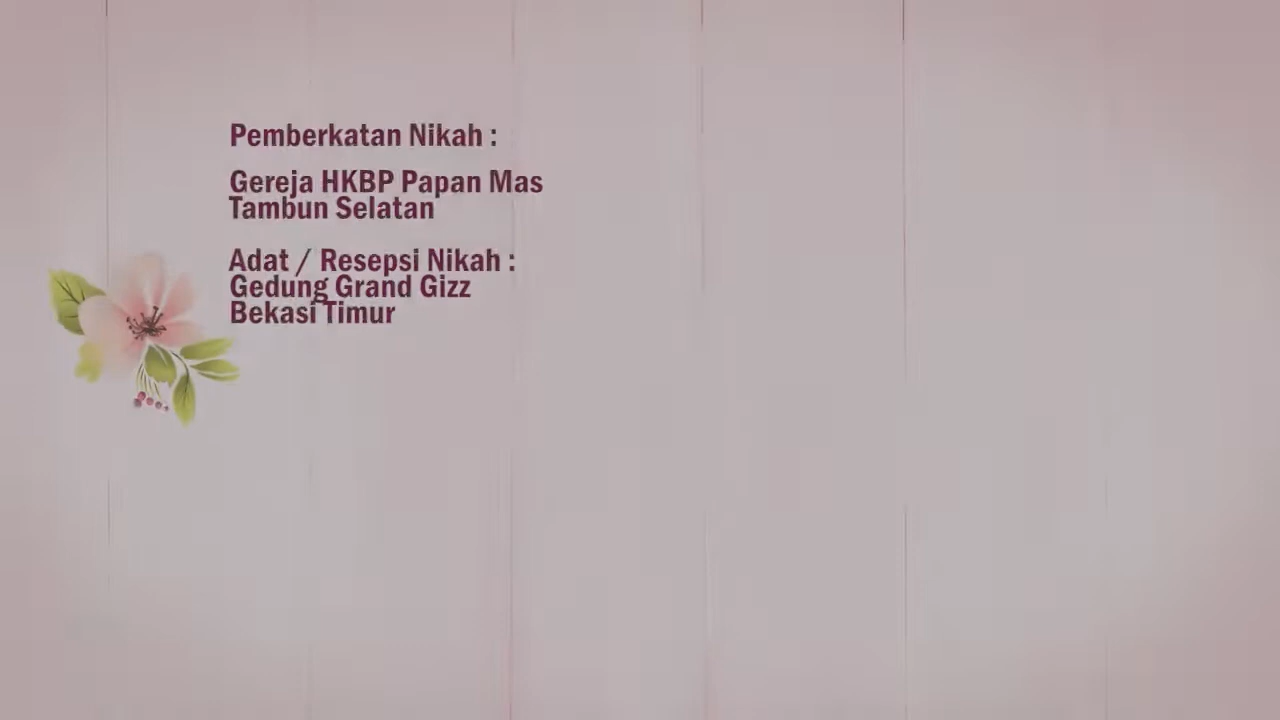 Pemberkatan Nikah :
Gereja HKBP Papan Mas
Tambun Selatan
Adat / Resepsi Nikah :
Gedung Grand Gizz
Bekasi Timur